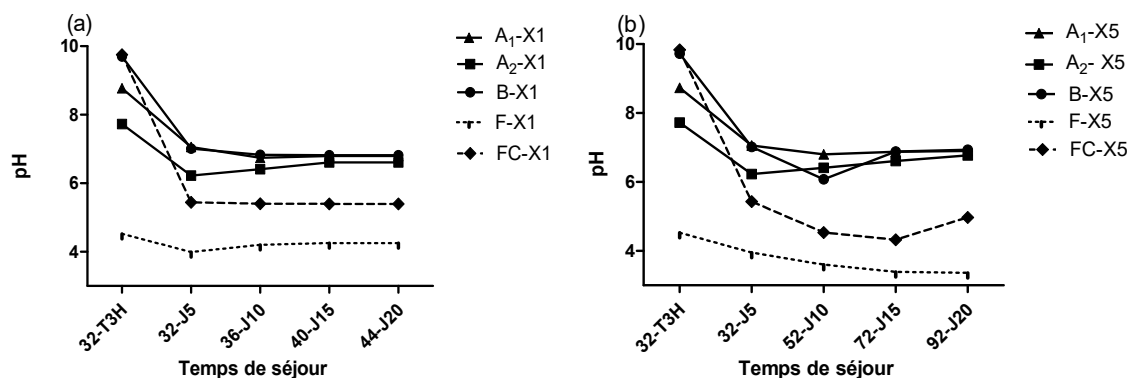 (a)
10
8
6
4
pH
32-T3H
32-J5
36-J10
40-J15
44-J20
Temps de séjour
A₁-X1
A₂-X1
B-X1
F-X1
FC-X1
(b)
10
8
6
4
pH
32-T3H
32-J5
52-J10
72-J15
92-J20
Temps de séjour
A₁-X5
A₂- X5
B-X5
F-X5
FC-X5